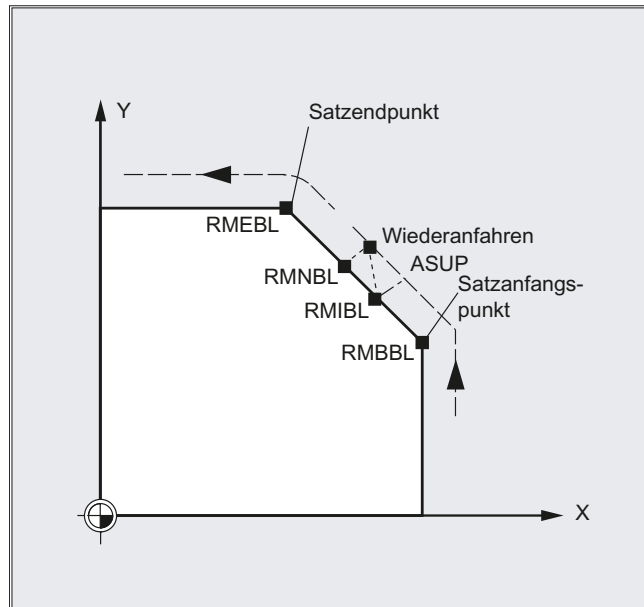 Y
Satzendpunkt
RMEBL
Wiederanfahren
RMNBL
ASUP
RMIBL
Satzanfangs-
punkt
RMBBL
X